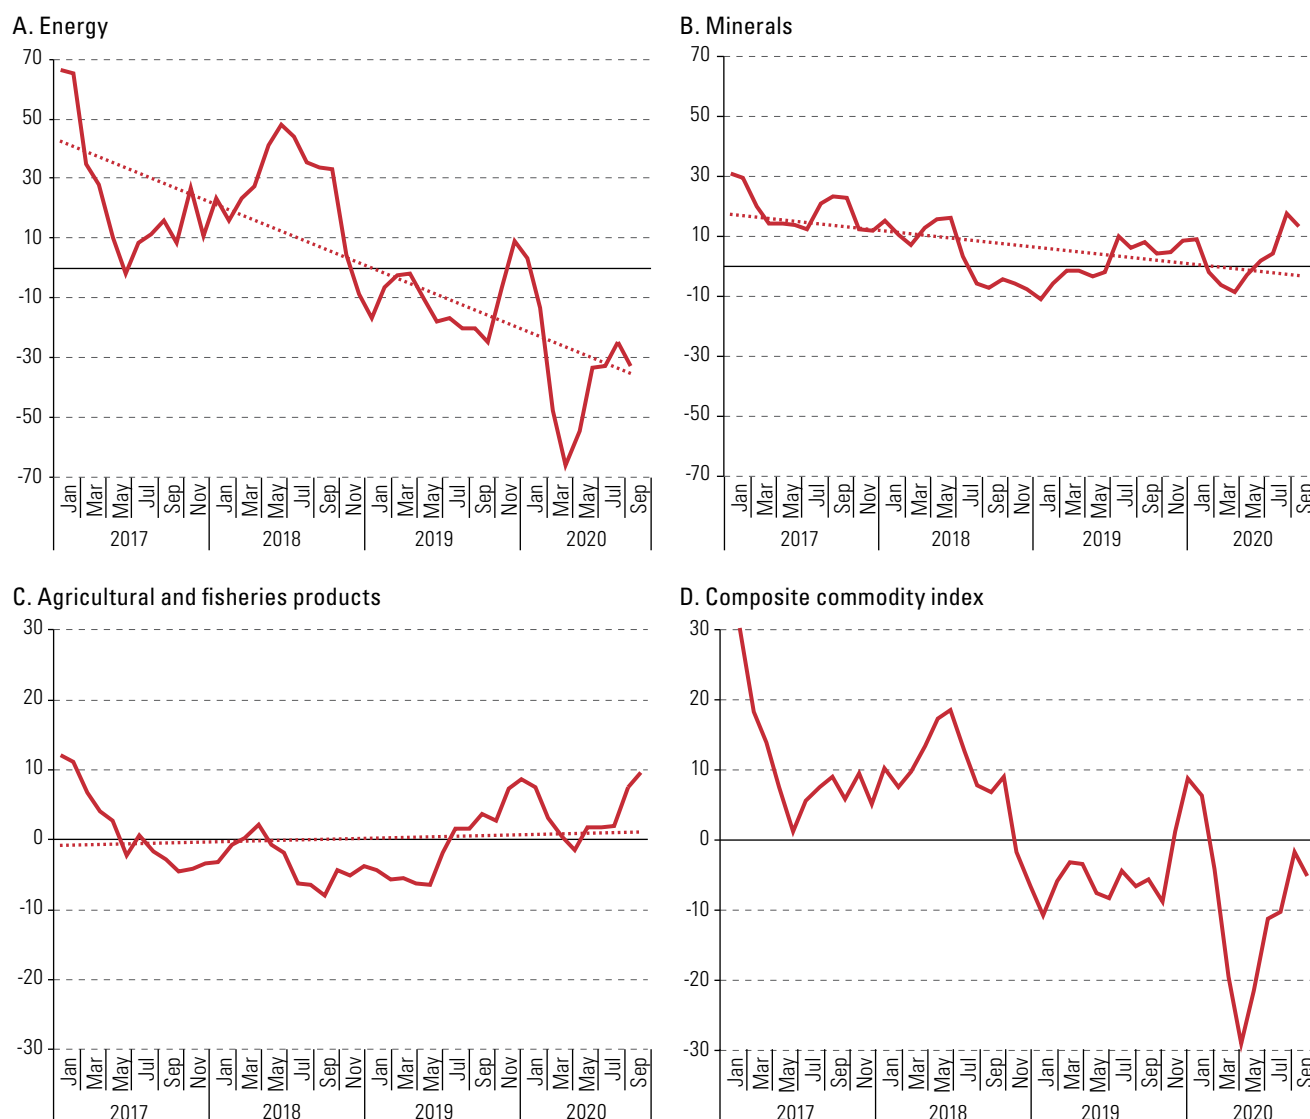 A. Energy
70
50
30
10
-10
-30
-50
-70
Jan Mar May Jul Sep Nov Jan Mar May Jul Sep Nov Jan Mar May Jul Sep Nov Jan Mar May Jul Sep
2017 2018 2019 2020
B. Minerals
70
50
30
10
-10
-30
-50
-70
Jan Mar May Jul Sep Nov Jan Mar May Jul Sep Nov Jan Mar May Jul Sep Nov Jan Mar May Jul Sep
2017 2018 2019 2020
C. Agricultural and fisheries products
30
20
10
0
-10
-20
-30
Jan Mar May Jul Sep Nov Jan Mar May Jul Sep Nov Jan Mar May Jul Sep Nov Jan Mar May Jul Sep
2017 2018 2019 2020
D. Composite commodity index
30
20
10
0
-10
-20
-30
Jan Mar May Jul Sep Nov Jan Mar May Jul Sep Nov Jan Mar May Jul Sep Nov Jan Mar May Jul Sep
2017 2018 2019 2020